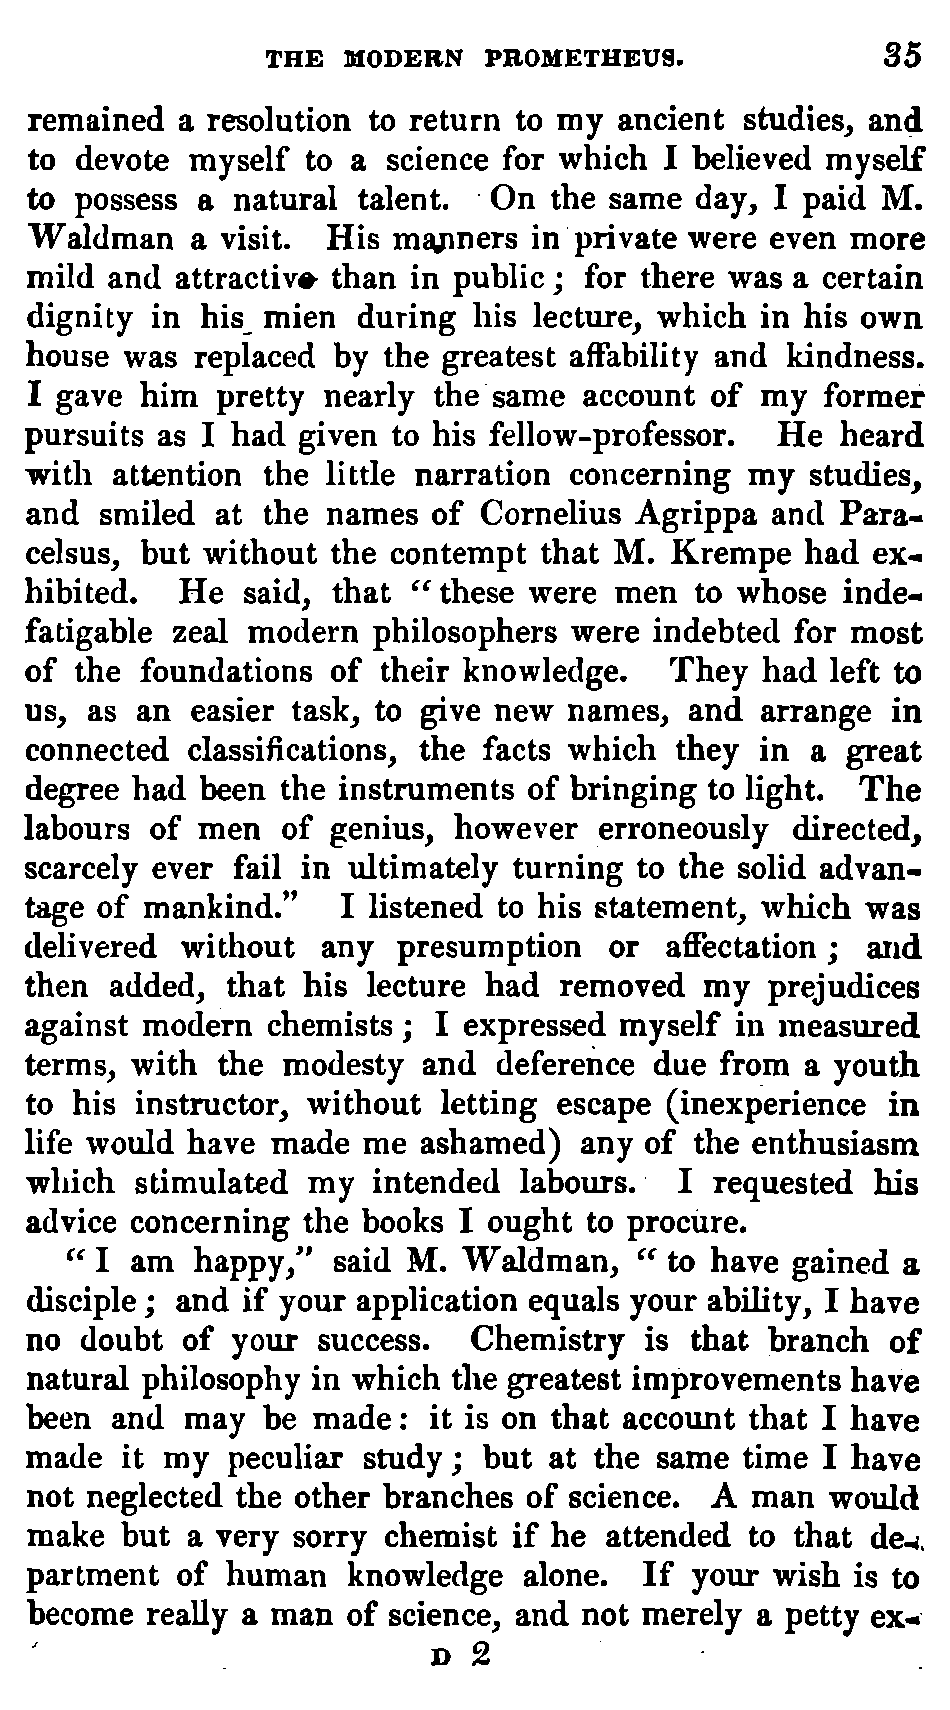 THE MODERN PROMETHEUS. 35
remained a resolution to return to my ancient studies, and
to devote myself to a science for which I believed myself
to possess a natural talent. On the same day, I paid M.
Waldman a visit. His manners in private were even more
mild and attractive than in public; for there was a certain
dignity in his mien during his lecture, which in his own
house was replaced by the greatest affability and kindness.
I gave him pretty nearly the same account of my former
pursuits as I had given to his fellow-professor. He heard
with attention the little narration concerning my studies,
and smiled at the names of Cornelius Agrippa and Para-
celsus, but without the contempt that M. Krempe had ex-
hibited. He said, that “these were men to whose inde-
fatigable zeal modern philosophers were indebted for most
of the foundations of their knowledge. They had left to
us, as an easier task, to give new names, and arrange in
connected classifications, the facts which they in a great
degree had been the instruments of bringing to light. The
labours of men of genius, however erroneously directed,
scarcely ever fail in ultimately turning to the solid advan-
tage of mankind.” I listened to his statement, which was
delivered without any presumption or affectation; and
then added, that his lecture had removed my prejudices
against modern chemists; I expressed myself in measured
terms, with the modesty and deference due from a youth
to his instructor, without letting escape (inexperience in
life would have made me ashamed) any of the enthusiasm
which stimulated my intended labours. I requested his
advice concerning the books I ought to procure.
“I am happy,” said M. Waldman, “to have gained a
disciple; and if your application equals your ability, I have
no doubt of your success. Chemistry is that branch of
natural philosophy in which the greatest improvements have
been and may be made: it is on that account that I have
made it my peculiar study; but at the same time I have
not neglected the other branches of science. A man would
make but a very sorry chemist if he attended to that de-
partment of human knowledge alone. If your wish is to
become really a man of science, and not merely a petty ex-
D 2